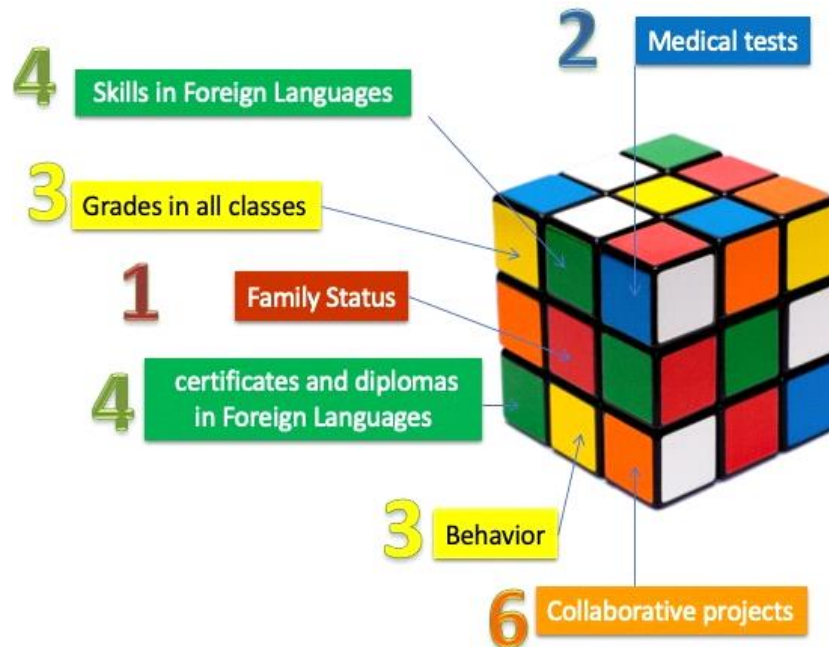 2
Medical tests
4
Skills in Foreign Languages
3
Grades in all classes
1
Family Status
4
certificates and diplomas
in Foreign Languages
3
Behavior
6
Collaborative projects